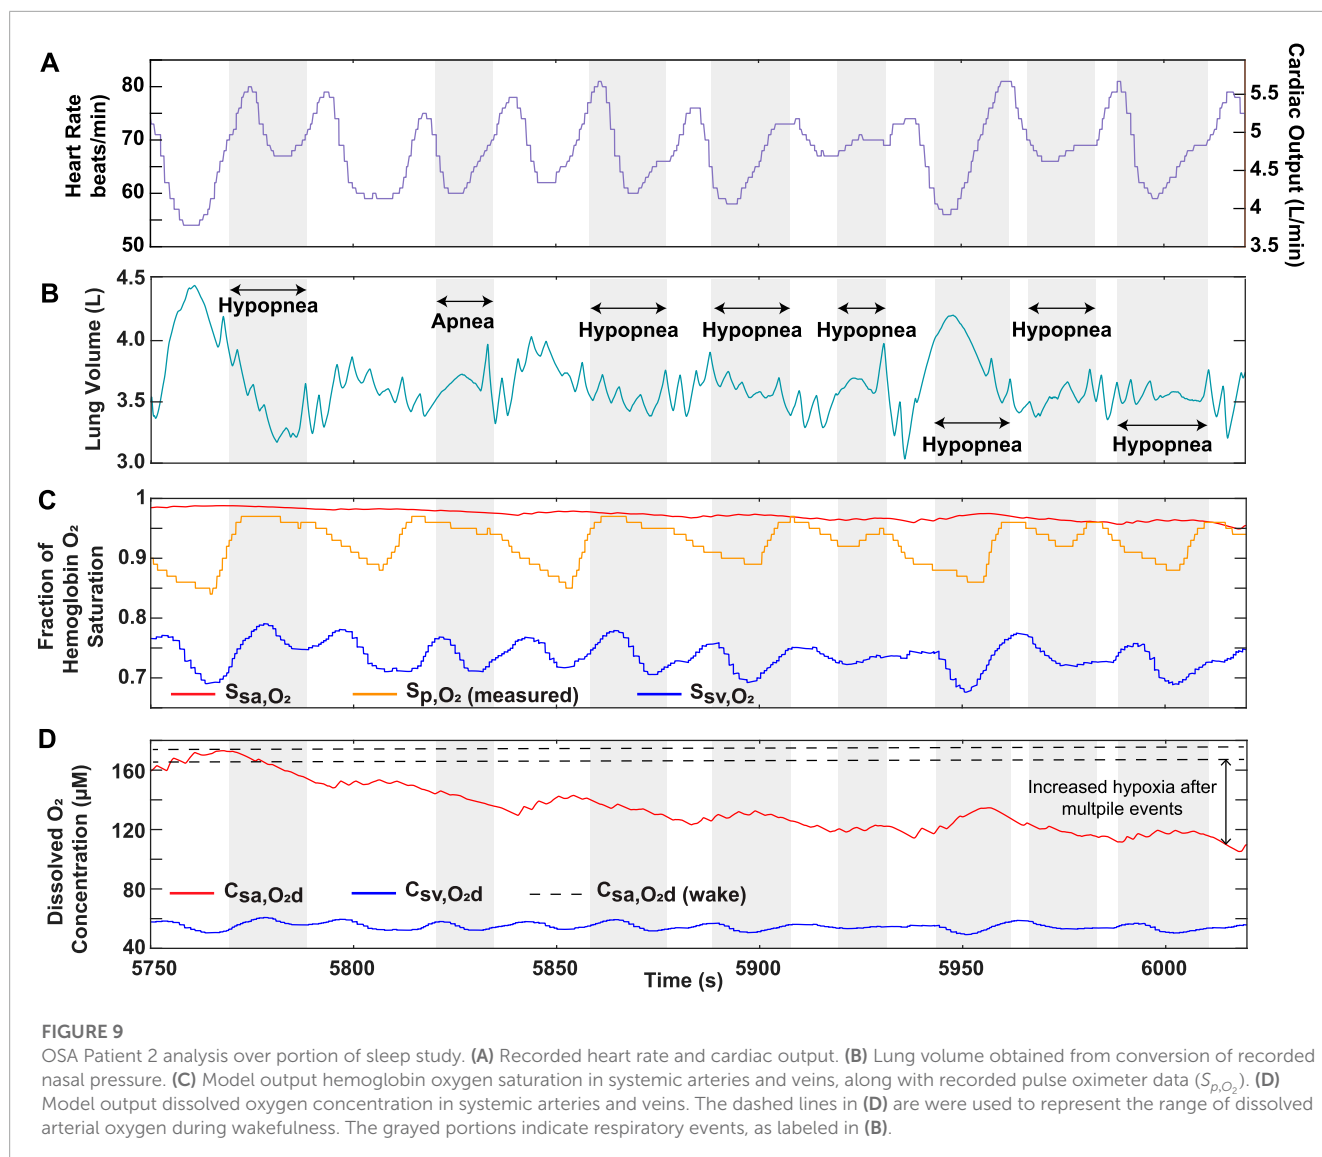 A
Heart Rate
beats/min
80
70
60
50
5.5
5
4.5
4
3.5
Cardiac Output (L/min)
B
Lung Volume (L)
4.5
4.0
3.5
3.0
Hypopnea
Apnea
Hypopnea
Hypopnea
Hypopnea
Hypopnea
Hypopnea
Hypopnea
C
Fraction of
Hemoglobin O₂
Saturation
1
0.9
0.8
0.7
Ssa,O₂
Sp,O₂ (measured)
Ssv,O₂
D
Dissolved O₂
Concentration (µM)
160
120
80
40
Increased hypoxia after
multpile events
Csa,O₂d
Csv,O₂d
Csa,O₂d (wake)
5750
5800
5850
5900
5950
6000
Time (s)
FIGURE 9
OSA Patient 2 analysis over portion of sleep study. (A) Recorded heart rate and cardiac output. (B) Lung volume obtained from conversion of recorded
nasal pressure. (C) Model output hemoglobin oxygen saturation in systemic arteries and veins, along with recorded pulse oximeter data (Sp,O₂). (D)
Model output dissolved oxygen concentration in systemic arteries and veins. The dashed lines in (D) are were used to represent the range of dissolved
arterial oxygen during wakefulness. The grayed portions indicate respiratory events, as labeled in (B).